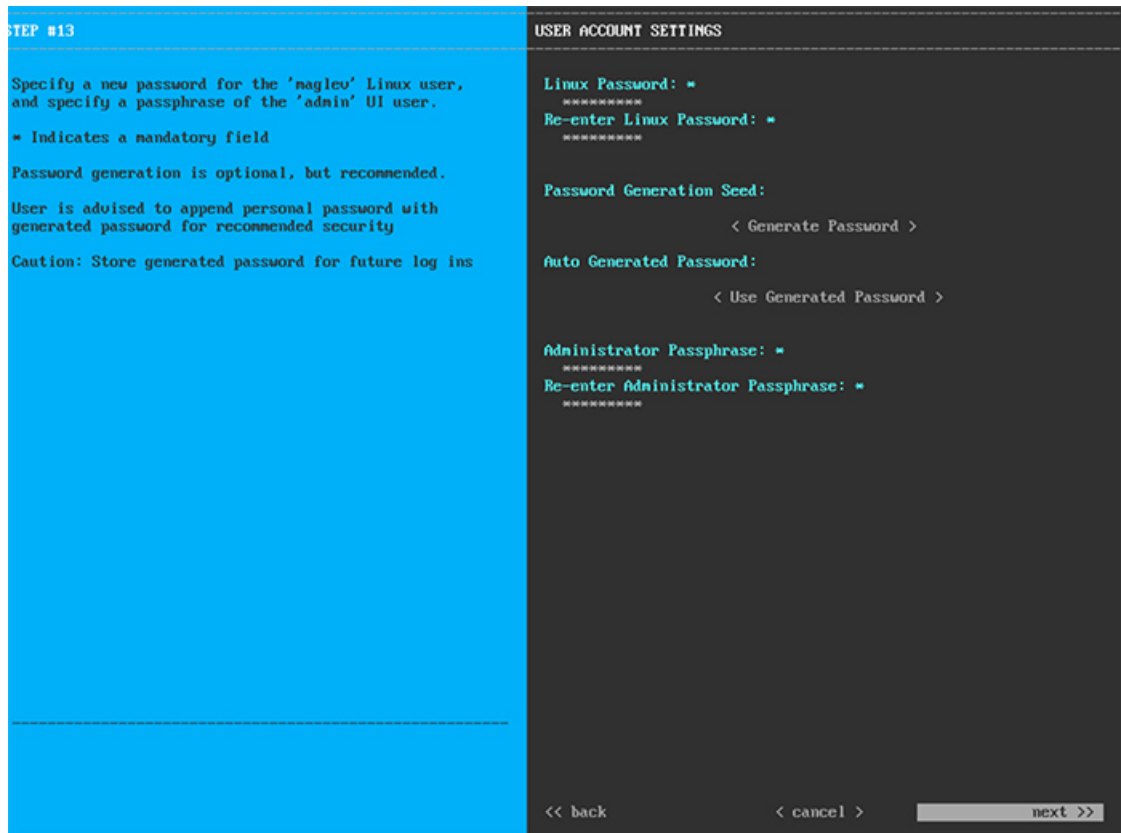 STEP #13
Specify a new password for the 'maglev' Linux user,
and specify a passphrase of the 'admin' UI user.
* Indicates a mandatory field
Password generation is optional, but recommended.
User is advised to append personal password with
generated password for recommended security
Caution: Store generated password for future log ins
USER ACCOUNT SETTINGS
Linux Password: *
*********
Re-enter Linux Password: *
*********
Password Generation Seed:
< Generate Password >
Auto Generated Password:
< Use Generated Password >
Administrator Passphrase: *
*********
Re-enter Administrator Passphrase: *
*********
<< back < cancel > next >>